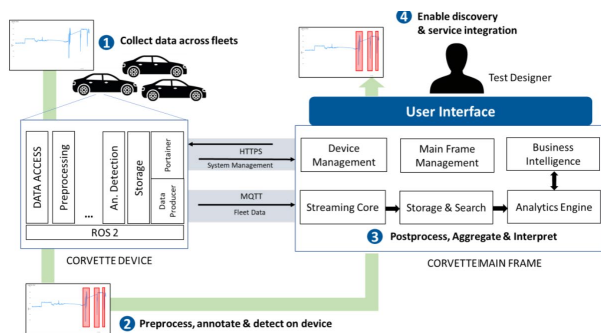 1 Collect data across fleets
4 Enable discovery
& service integration
Test Designer
User Interface
DATA ACCESS
Preprocessing
...
An. Detection
Storage
Portainer
Data
Producer
ROS 2
CORVETTE DEVICE
HTTPS
System Management
MQTT
Fleet Data
Device
Management
Main Frame
Management
Business
Intelligence
Streaming Core
Storage & Search
Analytics Engine
3 Postprocess, Aggregate & Interpret
CORVETTE MAIN FRAME
2 Preprocess, annotate & detect on device